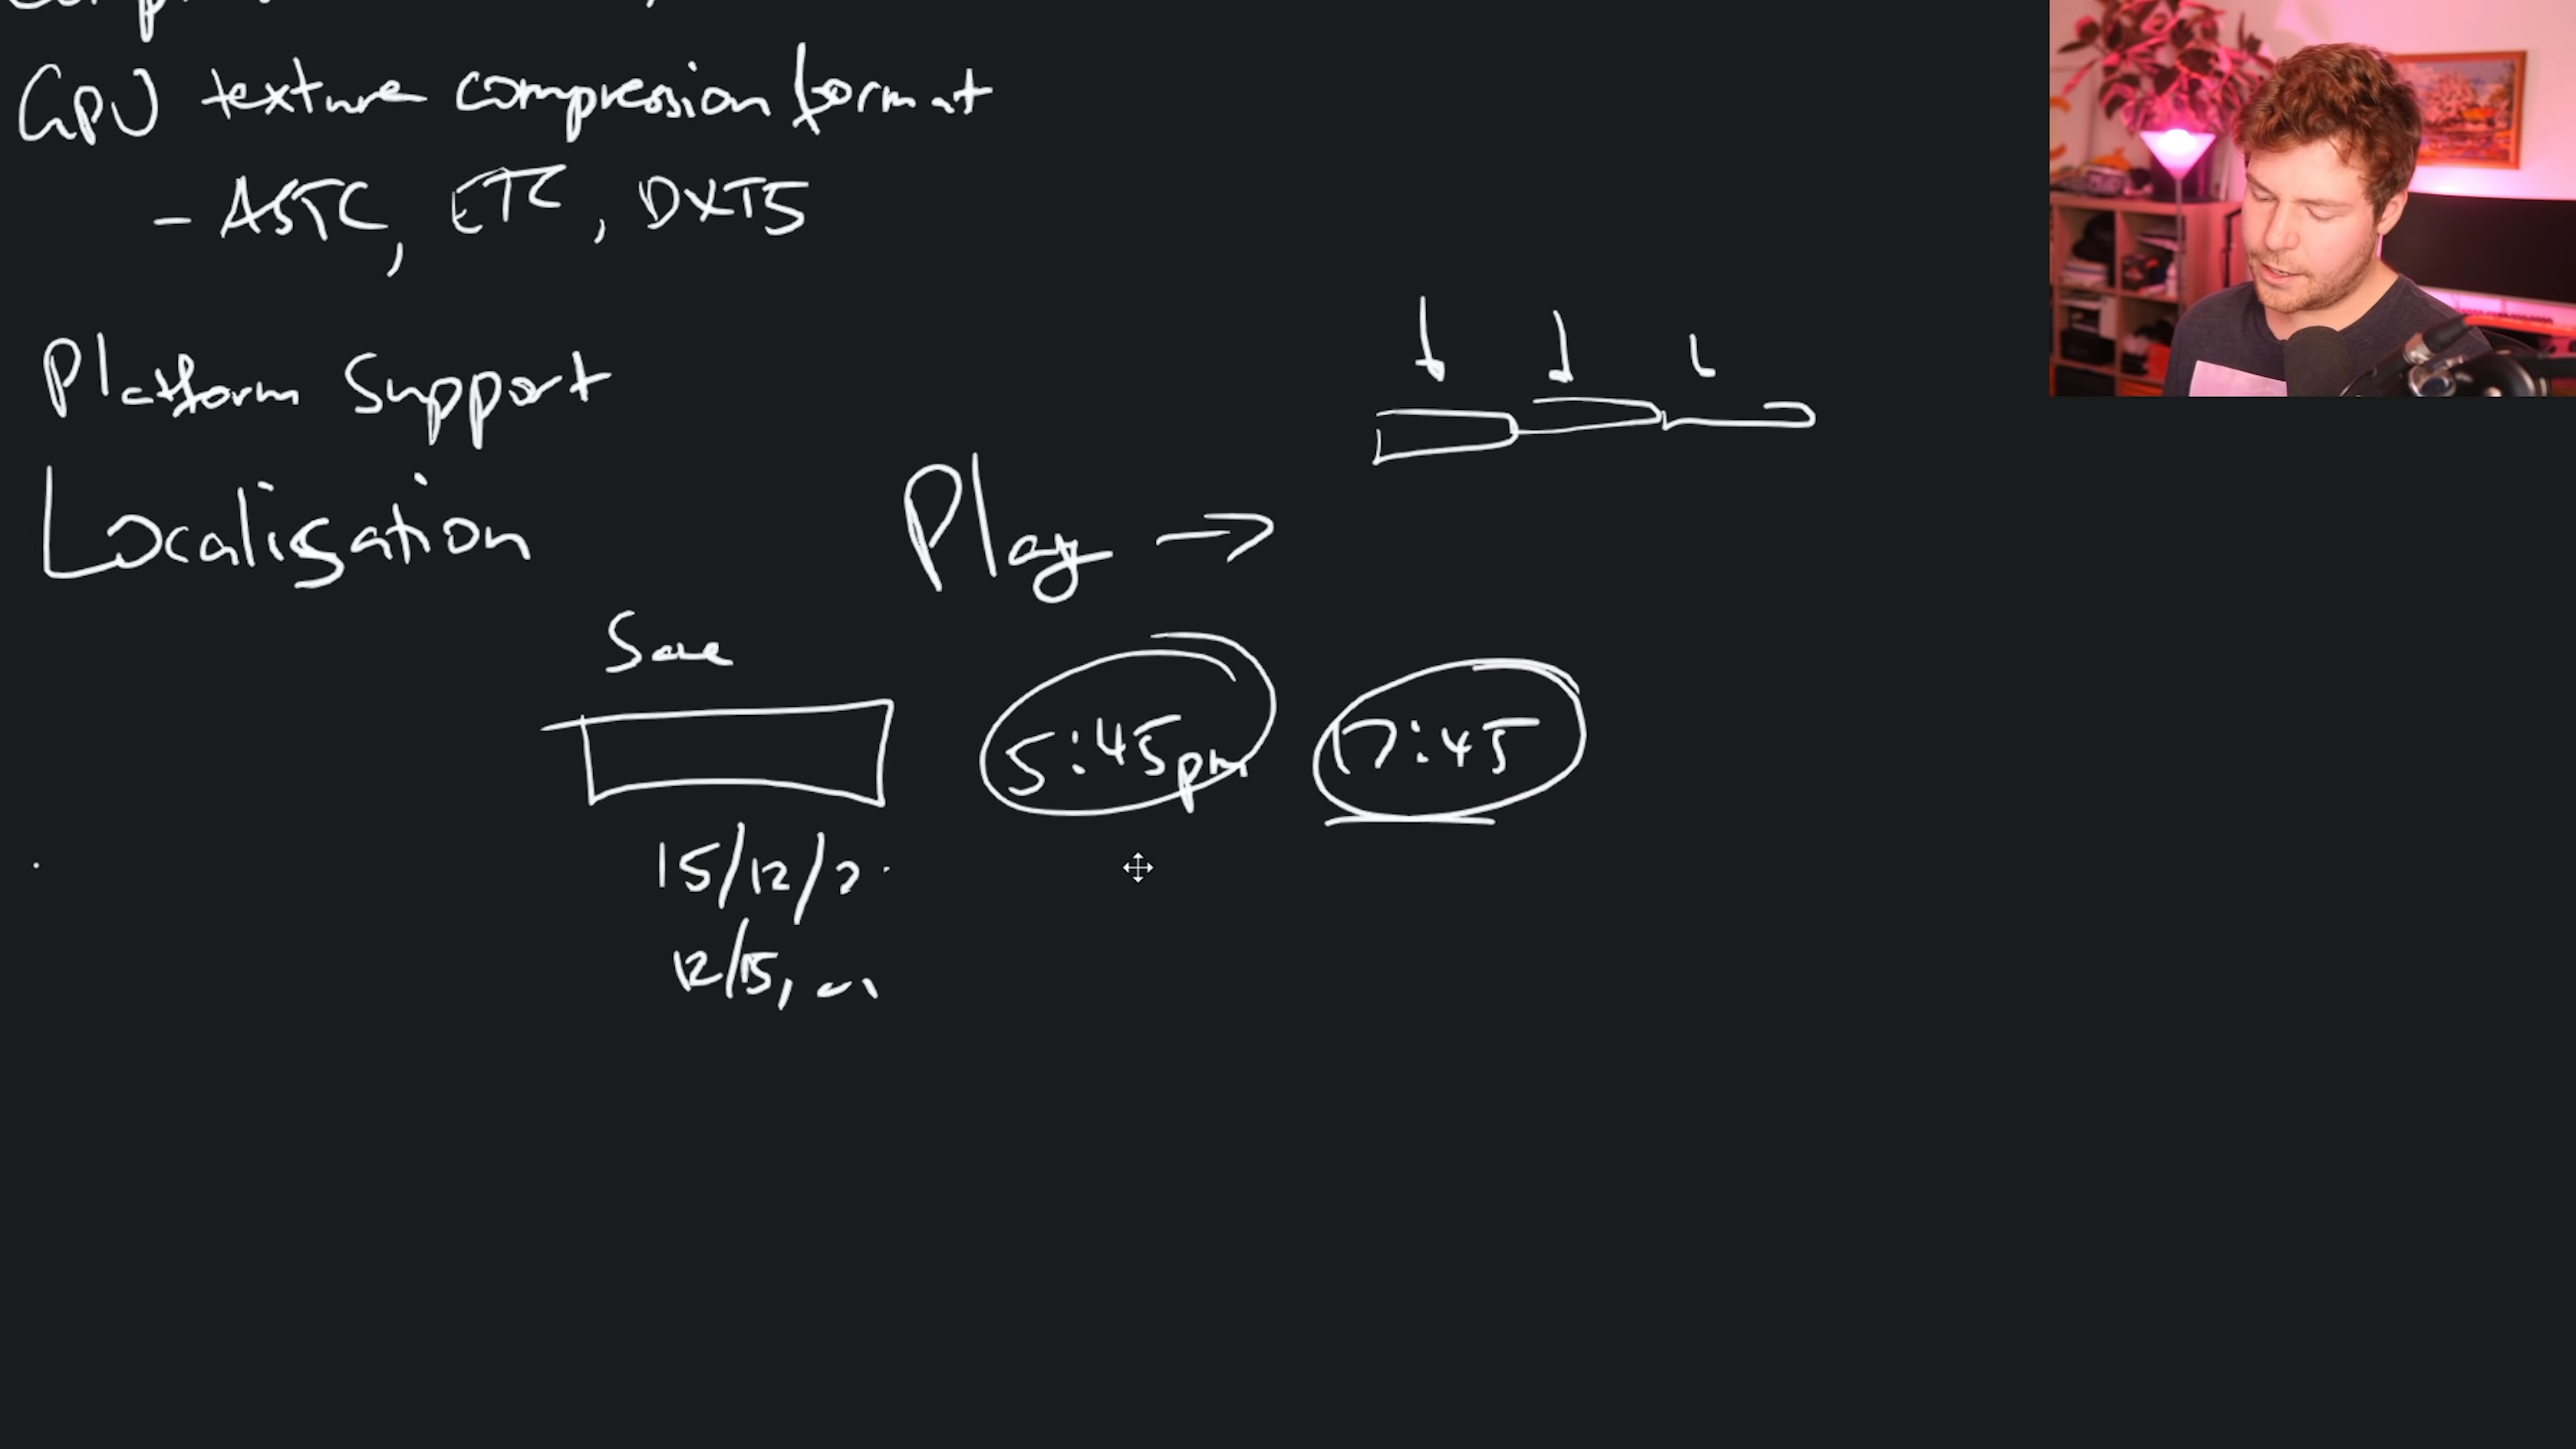 GPU texture compression format
- ASTC, ETC, DXT5
Platform Support
Localisation
Play →
Save
5:45pm
17:45
15/12/2
12/15/